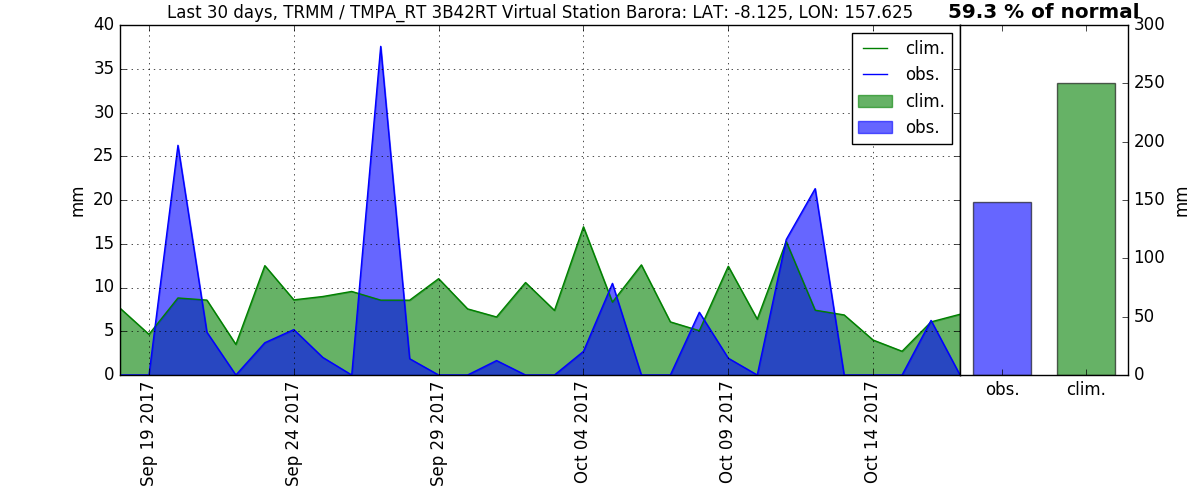 Last 30 days, TRMM / TMPA_RT 3B42RT Virtual Station Barora: LAT: -8.125, LON: 157.625
59.3 % of normal
40
35
30
25
20
15
10
5
0
mm
clim.
obs.
clim.
obs.
Sep 19 2017
Sep 24 2017
Sep 29 2017
Oct 04 2017
Oct 09 2017
Oct 14 2017
300
250
200
150
100
50
0
mm
obs.
clim.